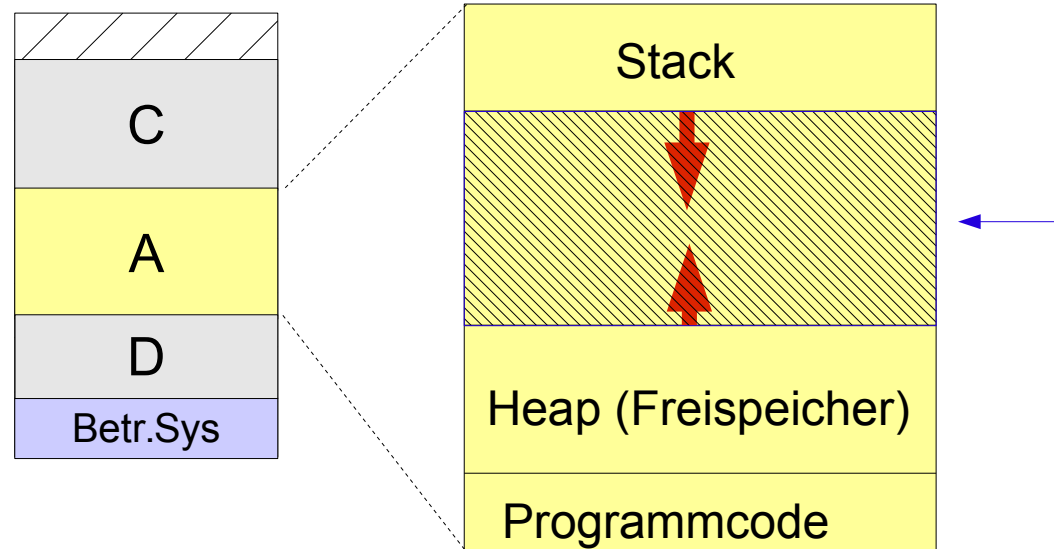 C
A
D
Betr.Sys
Stack
Heap (Freispeicher)
Programmcode